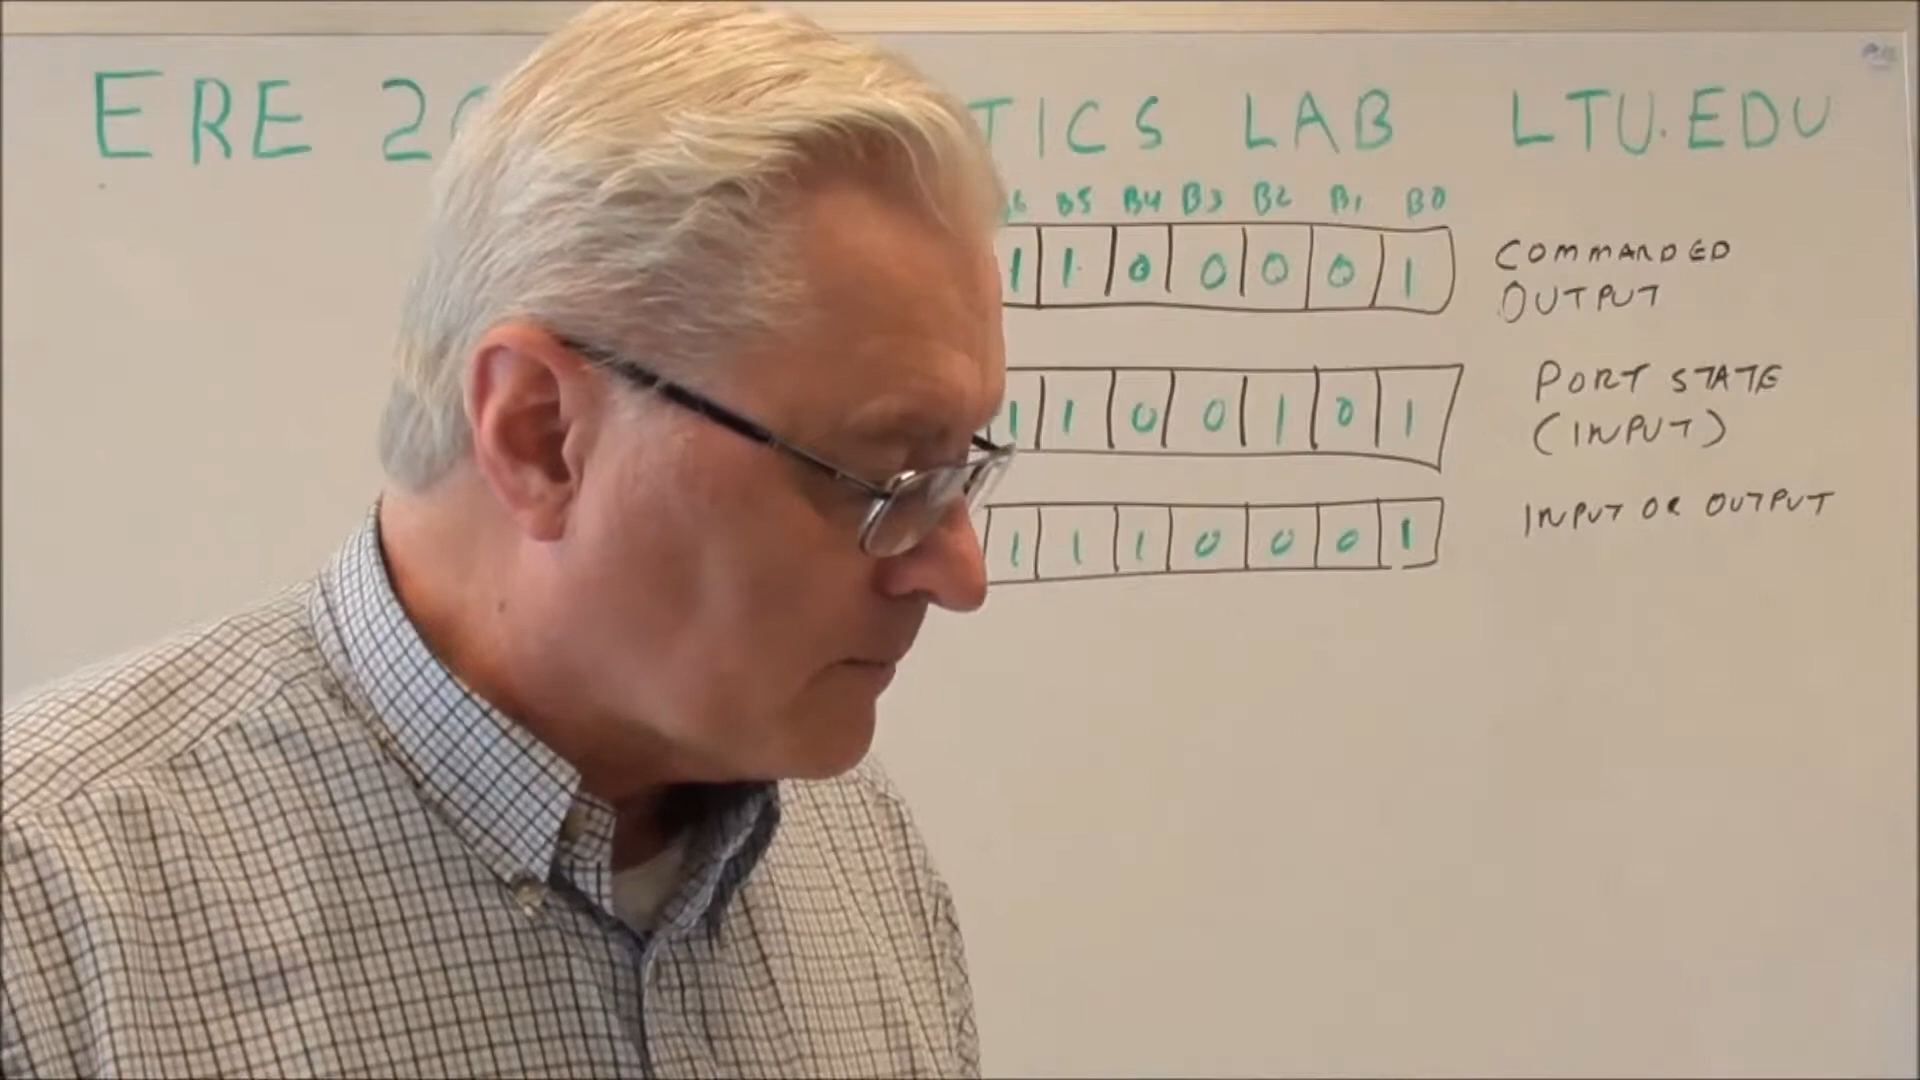 ERE 20 TICS LAB LTU.EDU
B5 B4 B3 B2 B1 B0
1 1 0 0 0 0 1 COMMANDED
OUTPUT
1 1 0 0 1 0 1 PORT STATE
(INPUT)
1 1 1 0 0 0 1 INPUT OR OUTPUT